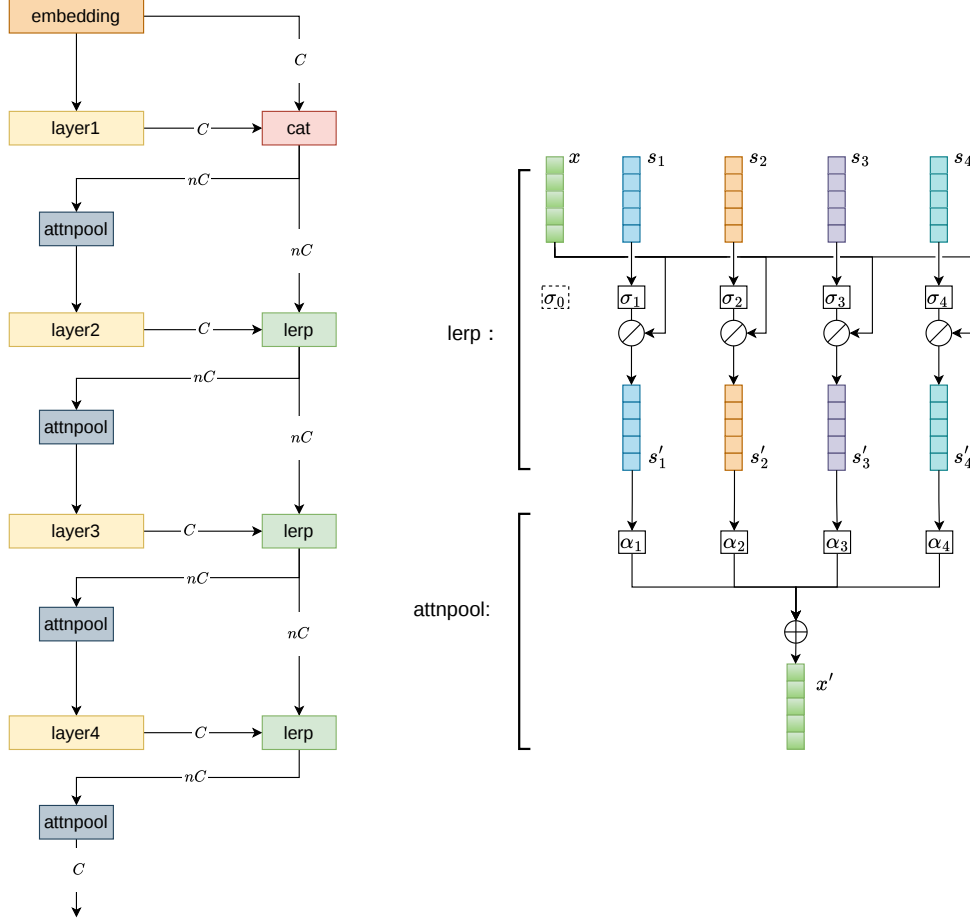 embedding
C
layer1
C
cat
nC
attnpool
nC
layer2
C
lerp
nC
attnpool
nC
layer3
C
lerp
nC
attnpool
nC
layer4
C
lerp
nC
attnpool
C
x
s₁
s₂
s₃
s₄
σ₀
σ₁
σ₂
σ₃
σ₄
lerp :
s′₁
s′₂
s′₃
s′₄
α₁
α₂
α₃
α₄
attnpool:
x′